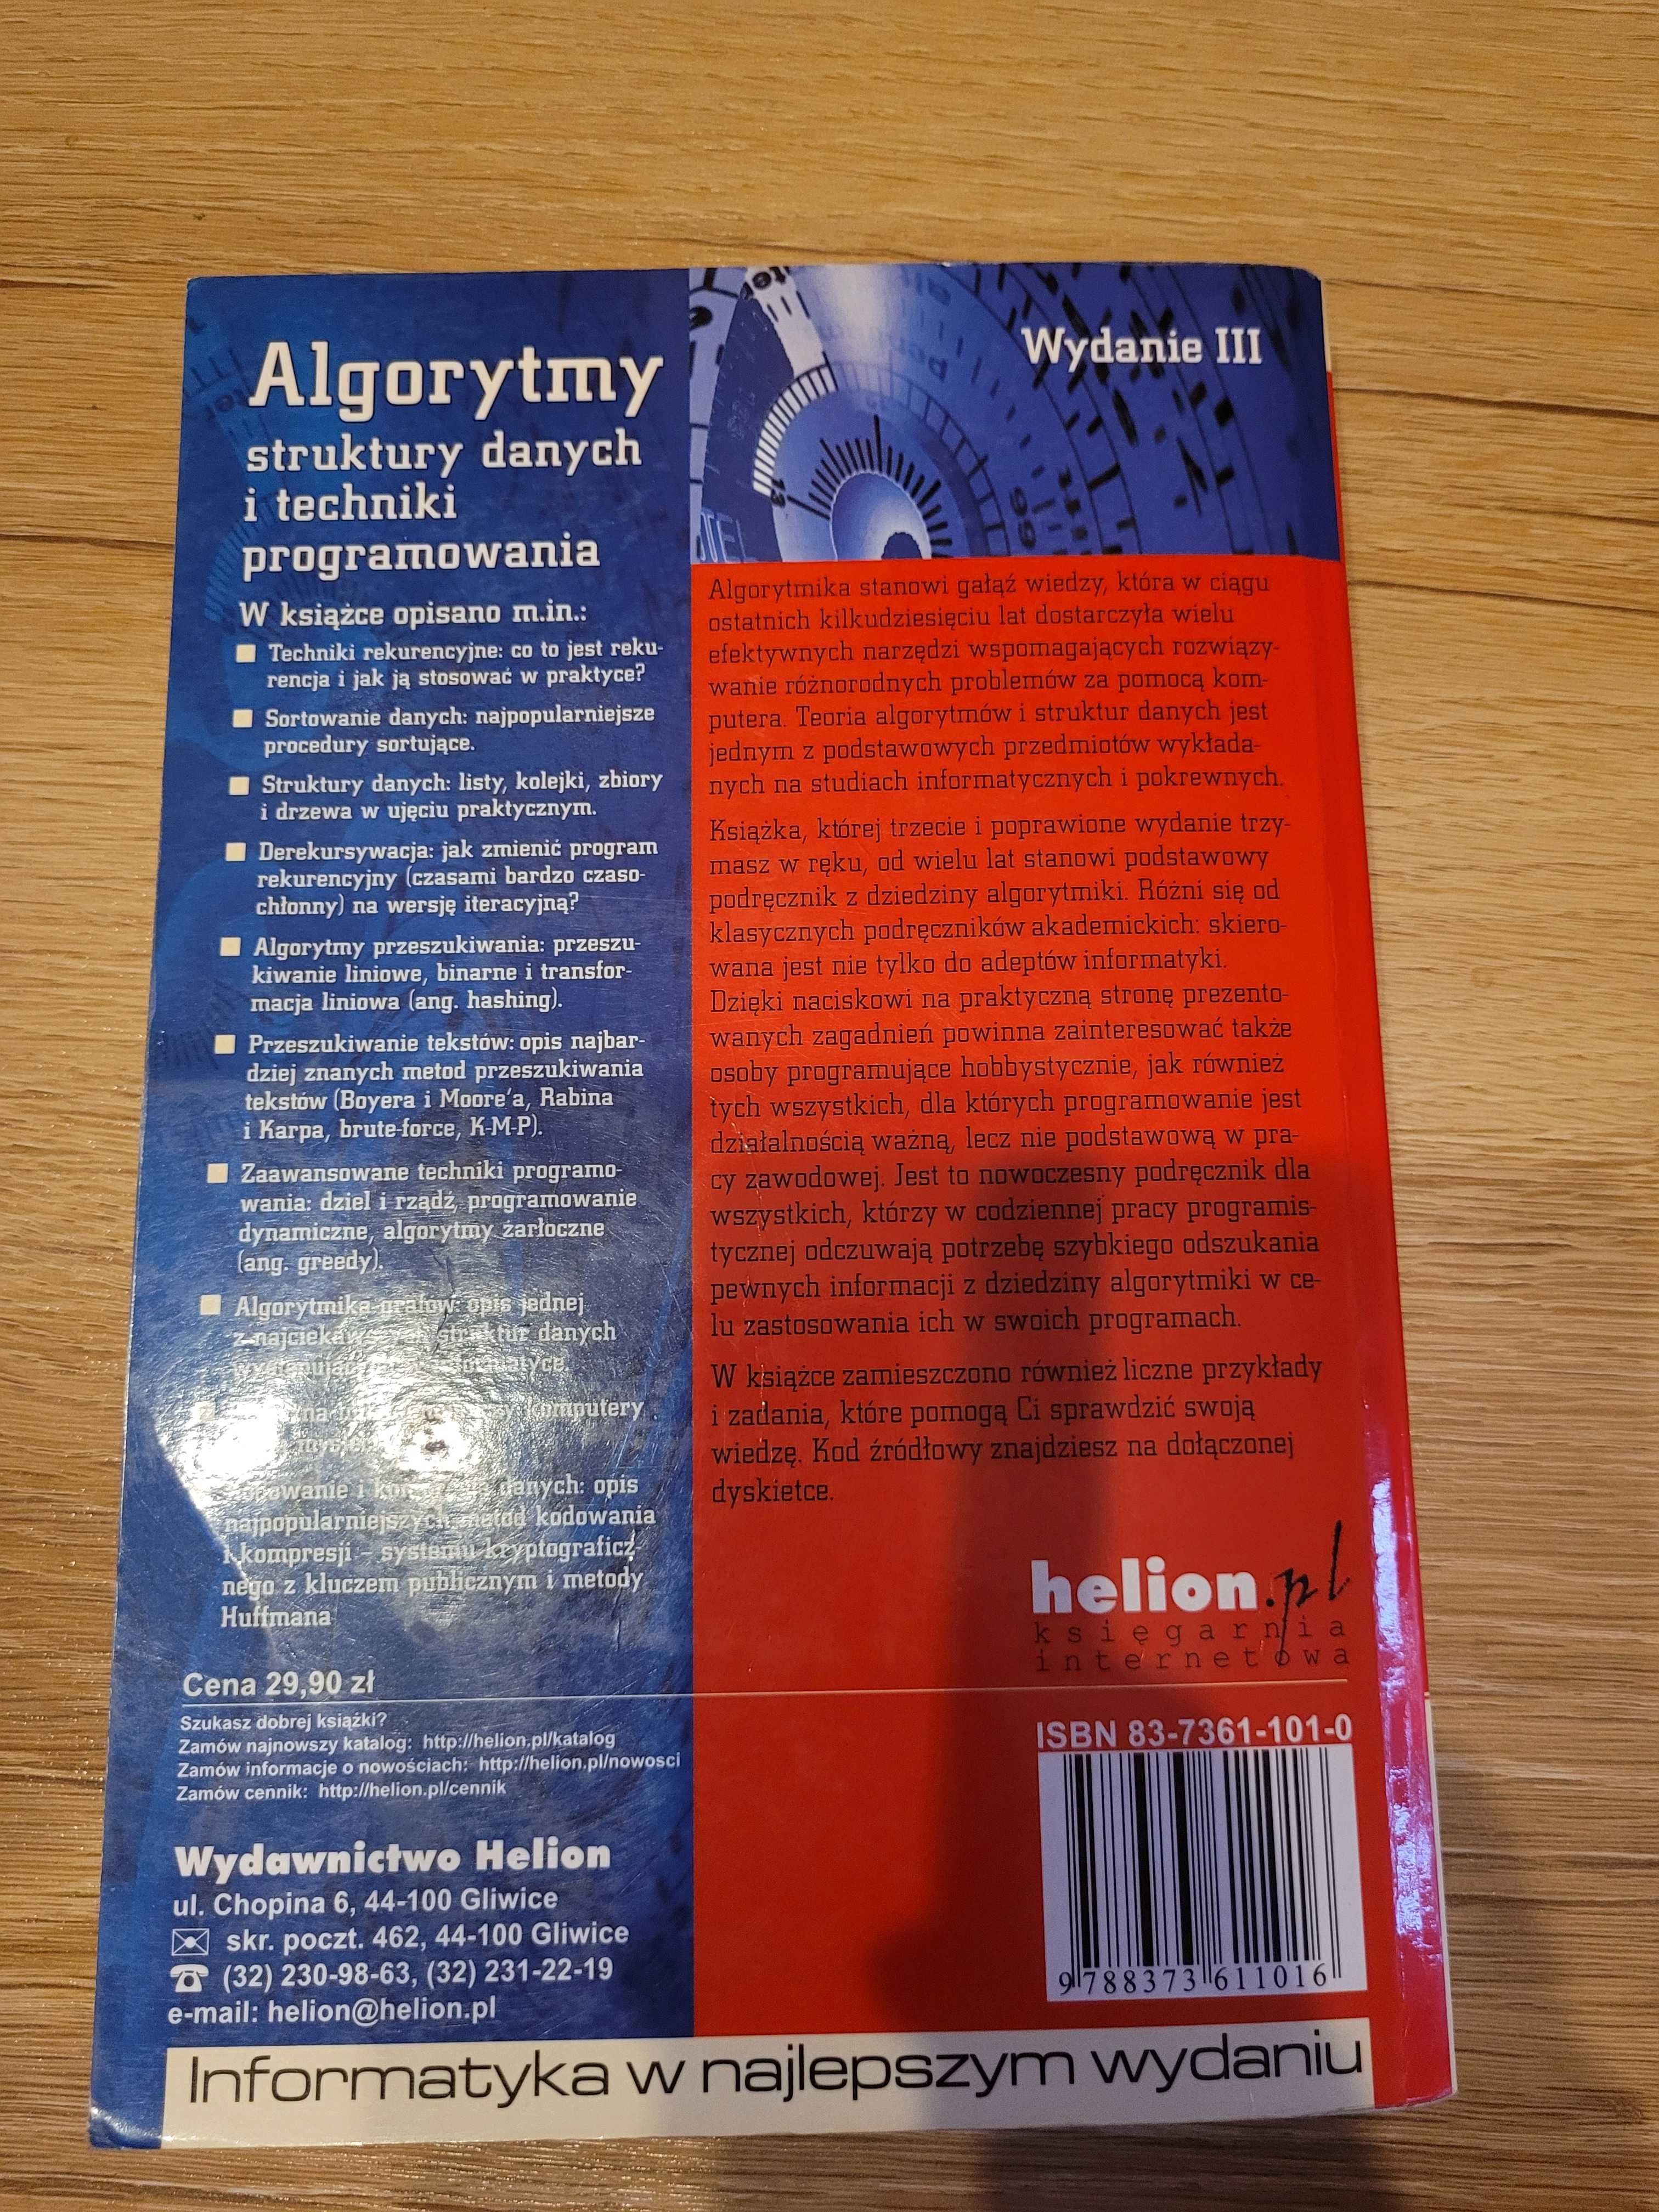 Algorytmy
struktury danych
i techniki
programowania
W książce opisano m.in.:
Techniki rekurencyjne: co to jest reku-
rencja i jak ją stosować w praktyce?
Sortowanie danych: najpopularniejsze
procedury sortujące.
Struktury danych: listy, kolejki, zbiory
i drzewa w ujęciu praktycznym.
Derekursywacja: jak zmienić program
rekurencyjny (czasami bardzo czaso-
chłonny) na wersję iteracyjną?
Algorytmy przeszukiwania: przeszu-
kiwanie liniowe, binarne i transfor-
macja liniowa (ang. hashing).
Przeszukiwanie tekstów: opis najbar-
dziej znanych metod przeszukiwania
tekstów (Boyera i Moore'a, Rabina
i Karpa, brute-force, K-M-P).
Zaawansowane techniki programo-
wania: dziel i rządź, programowanie
dynamiczne, algorytmy żarłoczne
(ang. greedy).
Algorytmika grafów: opis jednej
z struktur danych
komputery
i danych: opis
najpopularniejszych metod kodowania
i kompresji – systemu kryptograficz-
nego z kluczem publicznym i metody
Huffmana
Cena 29,90 zł
Szukasz dobrej książki?
Zamów najnowszy katalog: http://helion.pl/katalog
Zamów informacje o nowościach: http://helion.pl/nowosci
Zamów cennik: http://helion.pl/cennik
Wydawnictwo Helion
ul. Chopina 6, 44-100 Gliwice
skr. poczt. 462, 44-100 Gliwice
(32) 230-98-63, (32) 231-22-19
e-mail: helion@helion.pl
Wydanie III
13
Algorytmika stanowi gałąź wiedzy, która w ciągu
ostatnich kilkudziesięciu lat dostarczyła wielu
efektywnych narzędzi wspomagających rozwiązy-
wanie różnorodnych problemów za pomocą kom-
putera. Teoria algorytmów i struktur danych jest
jednym z podstawowych przedmiotów wykłada-
nych na studiach informatycznych i pokrewnych.
Książka, której trzecie i poprawione wydanie trzy-
masz w ręku, od wielu lat stanowi podstawowy
podręcznik z dziedziny algorytmiki. Różni się od
klasycznych podręczników akademickich: skiero-
wana jest nie tylko do adeptów informatyki.
Dzięki naciskowi na praktyczną stronę prezento-
wanych zagadnień powinna zainteresować także
osoby programujące hobbystycznie, jak również
tych wszystkich, dla których programowanie jest
działalnością ważną, lecz nie podstawową w pra-
cy zawodowej. Jest to nowoczesny podręcznik dla
wszystkich, którzy w codziennej pracy programis-
tycznej odczuwają potrzebę szybkiego odszukania
pewnych informacji z dziedziny algorytmiki w ce-
lu zastosowania ich w swoich programach.
W książce zamieszczono również liczne przykłady
i zadania, które pomogą Ci sprawdzić swoją
wiedzę. Kod źródłowy znajdziesz na dołączonej
dyskietce.
helion.pl
księgarnia
internetowa
ISBN 83-7361-101-0
9 788373 611016
Informatyka w najlepszym wydaniu